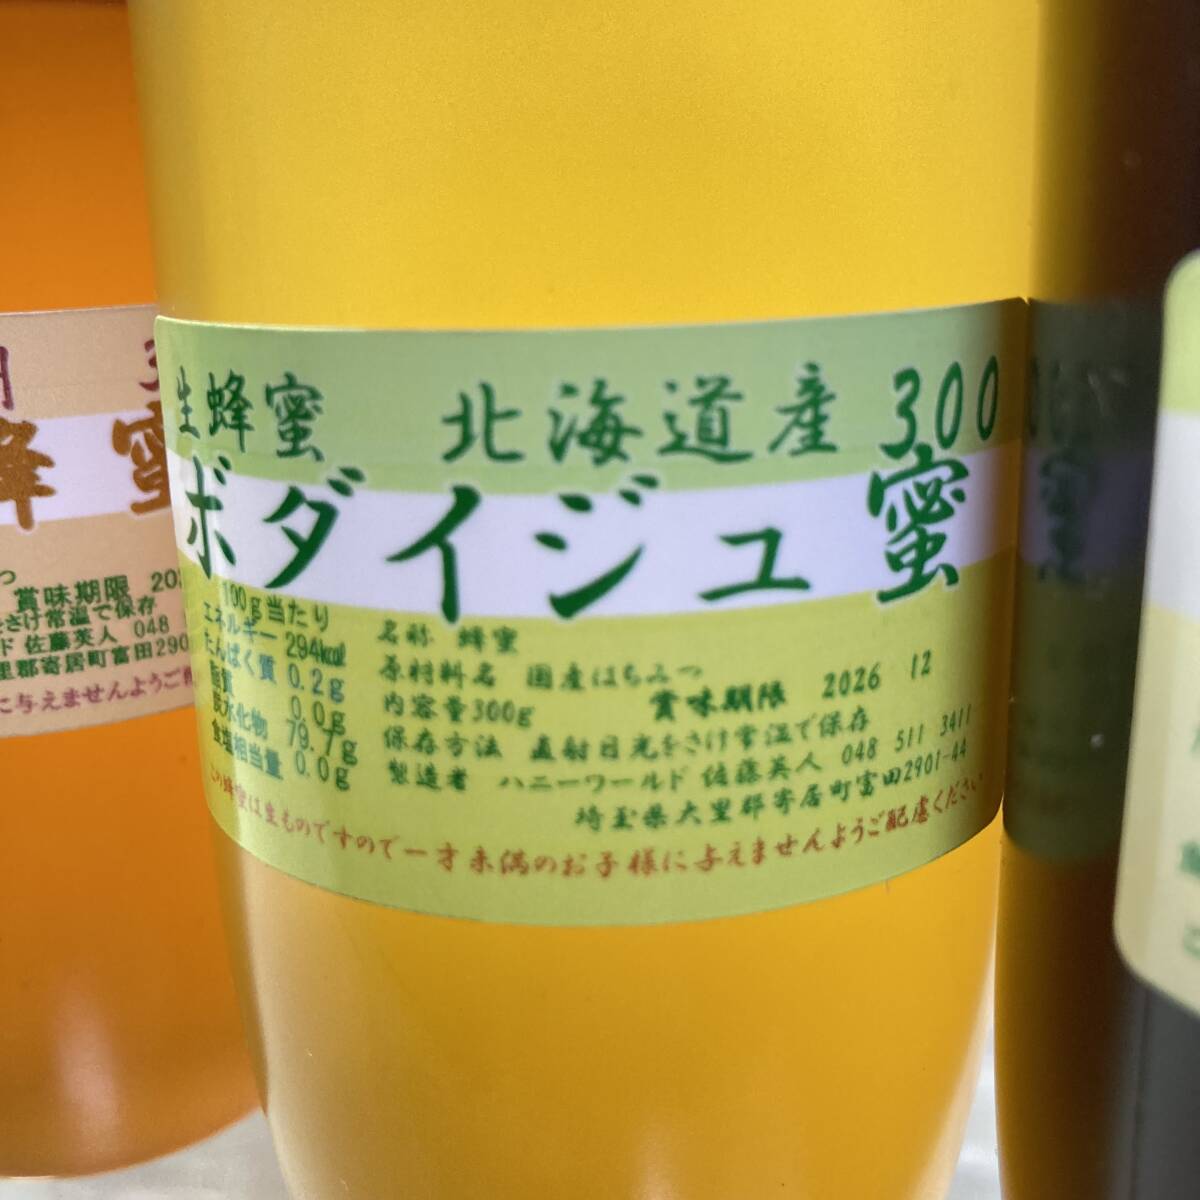 生蜂蜜 北海道産 300
ボダイジュ蜜
100g当たり
エネルギー 294kcal
たんぱく質 0.2g
脂質 0.0g
炭水化物 79.7g
食塩相当量 0.0g
名称 蜂蜜
原材料名 国産はちみつ
内容量300g 賞味期限 2026 12
保存方法 直射日光をさけ常温で保存
製造者 ハニーワールド 佐藤英人 048 511 3411
埼玉県大里郡寄居町富田2901-44
この蜂蜜は生ものですので一才未満のお子様に与えませんようご配慮ください
蜂蜜
賞味期限 202
さけ常温で保存
ド 佐藤英人 048
里郡寄居町富田290
に与えませんようご